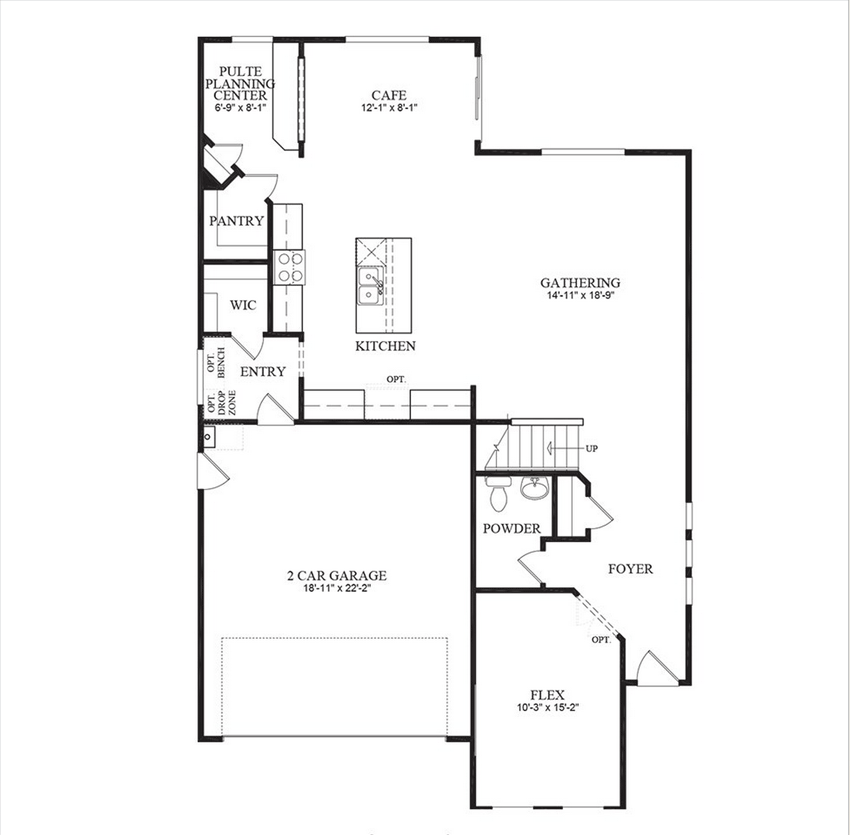 PULTE
PLANNING
CENTER
6'-9" x 8'-1"
CAFE
12'-1" x 8'-1"
PANTRY
GATHERING
14'-11" x 18'-9"
WIC
KITCHEN
OPT.
BENCH
ENTRY
OPT.
OPT.
DROP
ZONE
UP
POWDER
FOYER
2 CAR GARAGE
18'-11" x 22'-2"
OPT.
FLEX
10'-3" x 15'-2"